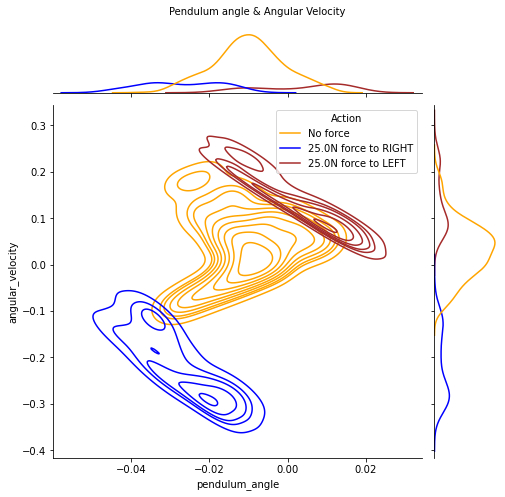 Pendulum angle & Angular Velocity
Action
No force
25.0N force to RIGHT
25.0N force to LEFT
0.3
0.2
0.1
0.0
−0.1
−0.2
−0.3
−0.4
angular_velocity
−0.04
−0.02
0.00
0.02
pendulum_angle